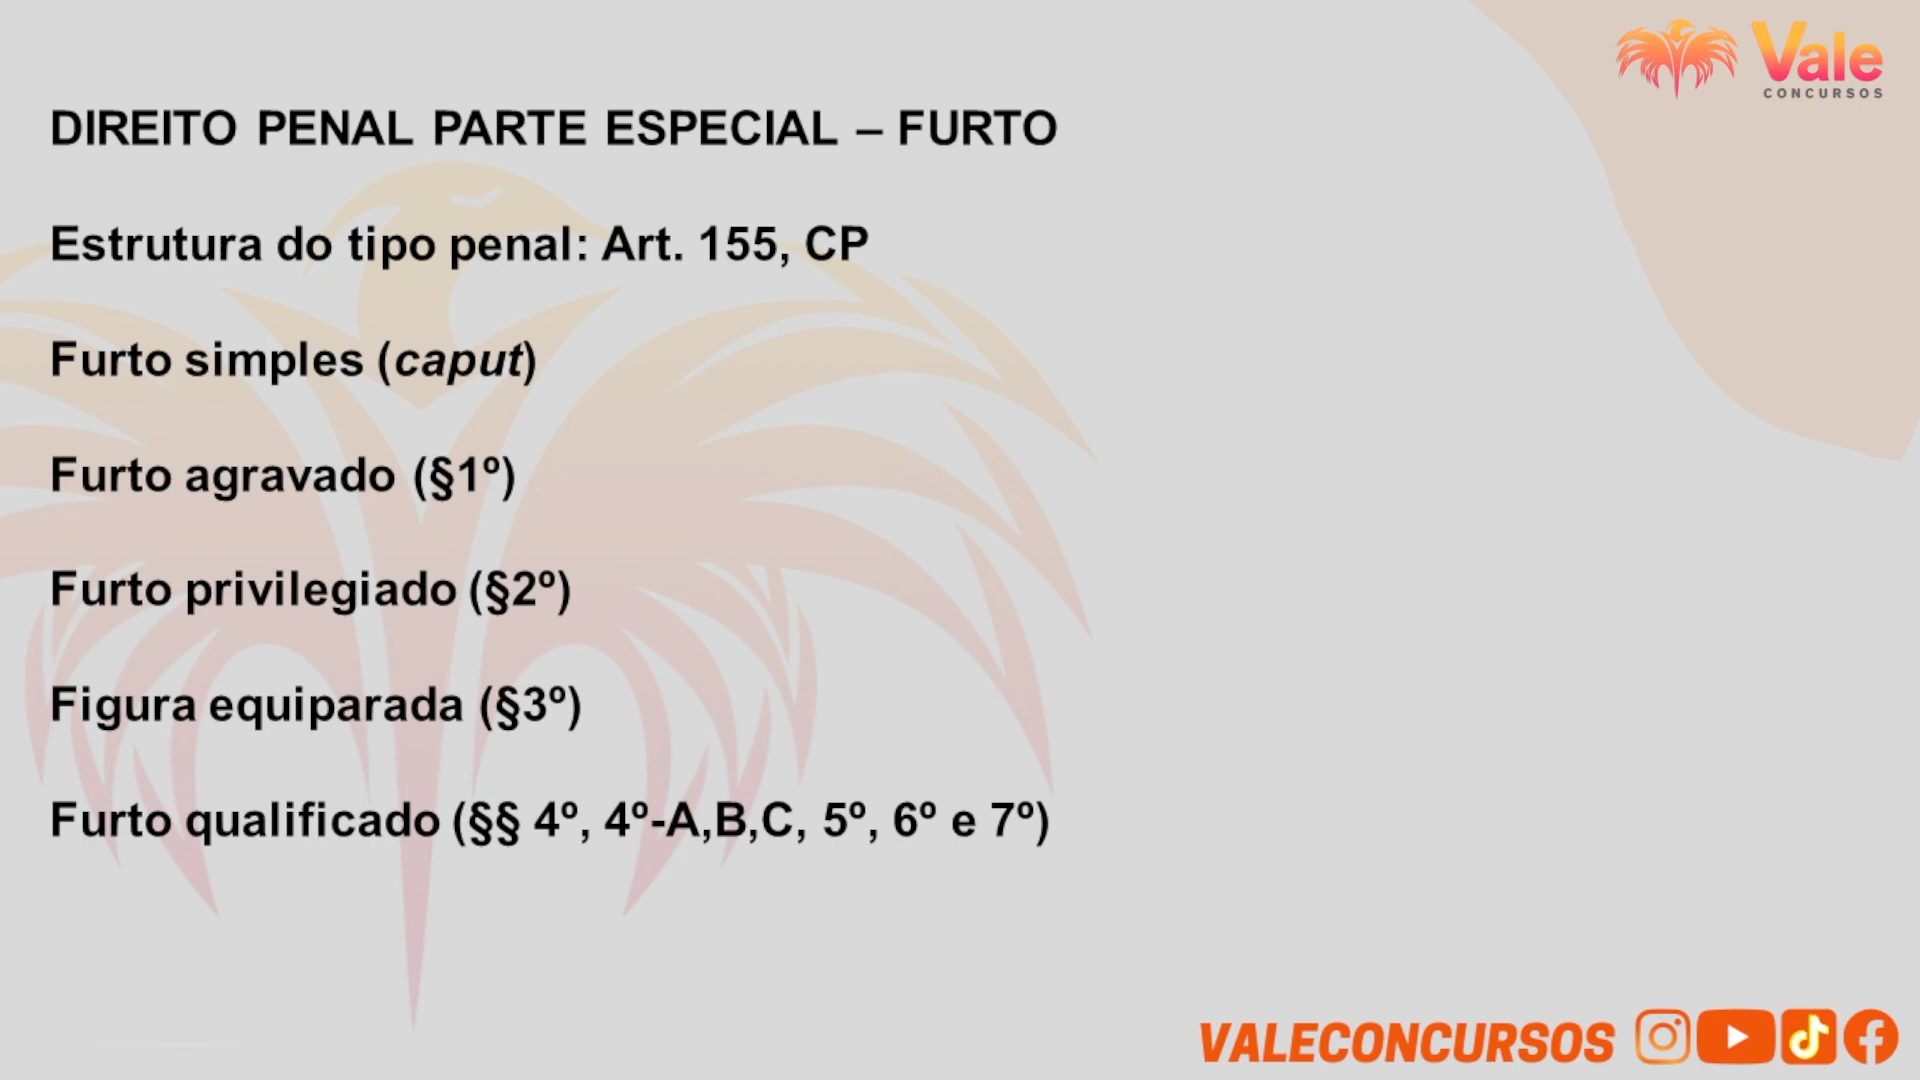 Vale
CONCURSOS
DIREITO PENAL PARTE ESPECIAL – FURTO
Estrutura do tipo penal: Art. 155, CP
Furto simples (caput)
Furto agravado (§1º)
Furto privilegiado (§2º)
Figura equiparada (§3º)
Furto qualificado (§§ 4º, 4º-A,B,C, 5º, 6º e 7º)
VALECONCURSOS